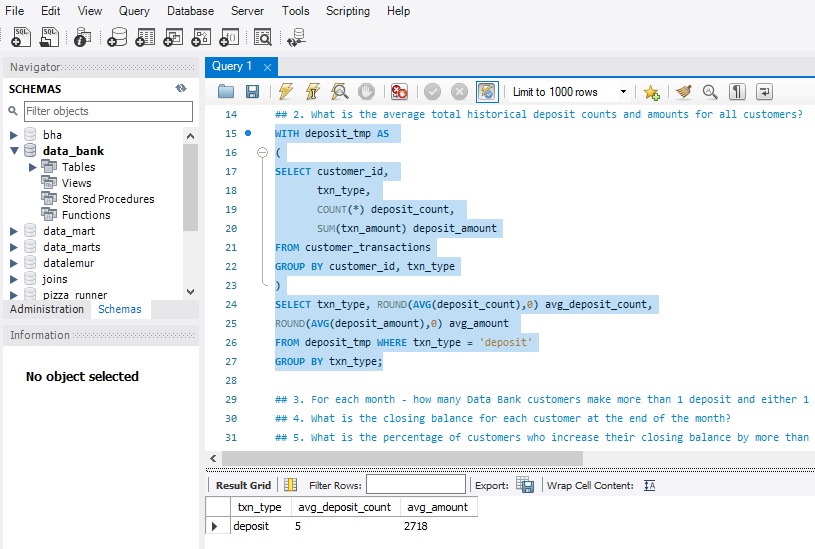 File Edit View Query Database Server Tools Scripting Help
Navigator
SCHEMAS
Filter objects
bha
data_bank
Tables
Views
Stored Procedures
Functions
data_mart
data_marts
datalemur
joins
pizza_runner
Administration Schemas
Information
No object selected
Query 1
Limit to 1000 rows
14 ## 2. What is the average total historical deposit counts and amounts for all customers?
15 WITH deposit_tmp AS
16 (
17 SELECT customer_id,
18 txn_type,
19 COUNT(*) deposit_count,
20 SUM(txn_amount) deposit_amount
21 FROM customer_transactions
22 GROUP BY customer_id, txn_type
23 )
24 SELECT txn_type, ROUND(AVG(deposit_count),0) avg_deposit_count,
25 ROUND(AVG(deposit_amount),0) avg_amount
26 FROM deposit_tmp WHERE txn_type = 'deposit'
27 GROUP BY txn_type;
28
29 ## 3. For each month - how many Data Bank customers make more than 1 deposit and either 1
30 ## 4. What is the closing balance for each customer at the end of the month?
31 ## 5. What is the percentage of customers who increase their closing balance by more than
Result Grid Filter Rows: Export: Wrap Cell Content:
txn_type avg_deposit_count avg_amount
deposit 5 2718